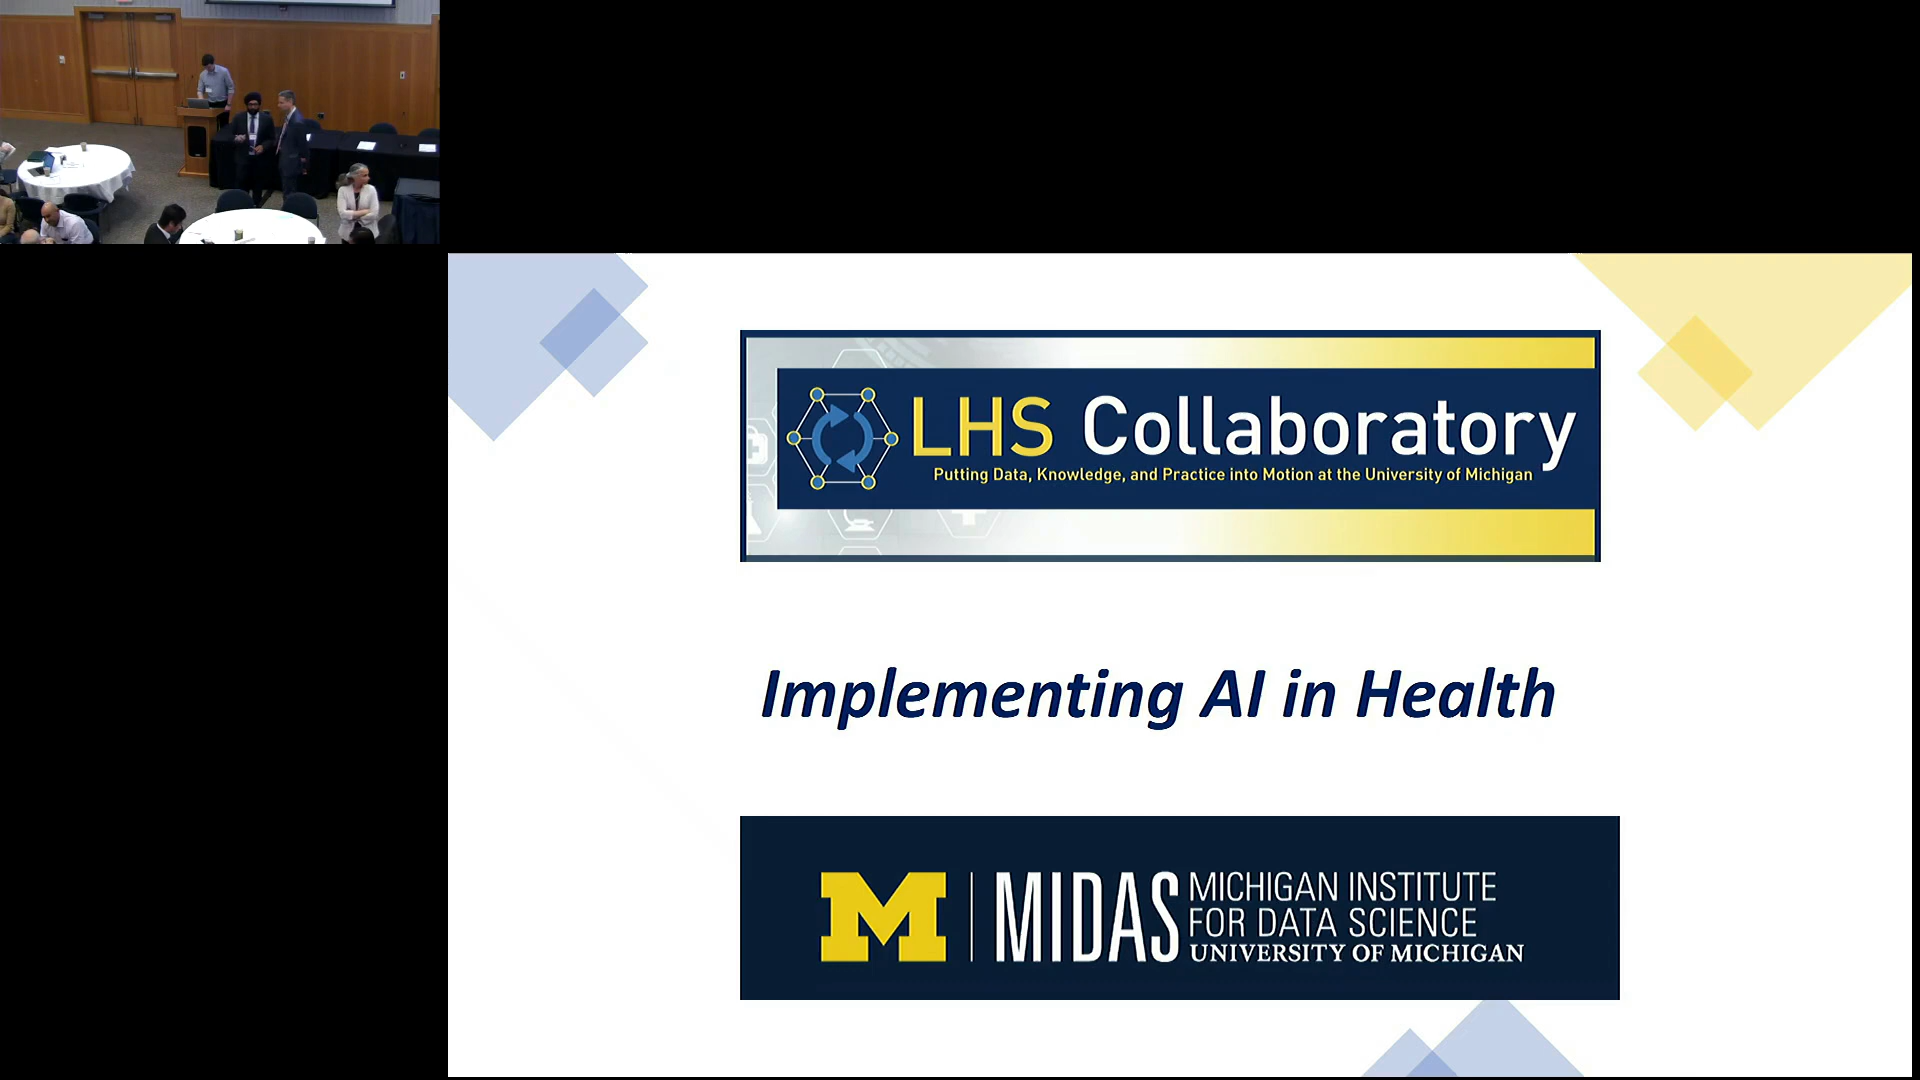 LHS Collaboratory
Putting Data, Knowledge, and Practice into Motion at the University of Michigan
Implementing AI in Health
M | MIDAS MICHIGAN INSTITUTE
FOR DATA SCIENCE
UNIVERSITY OF MICHIGAN